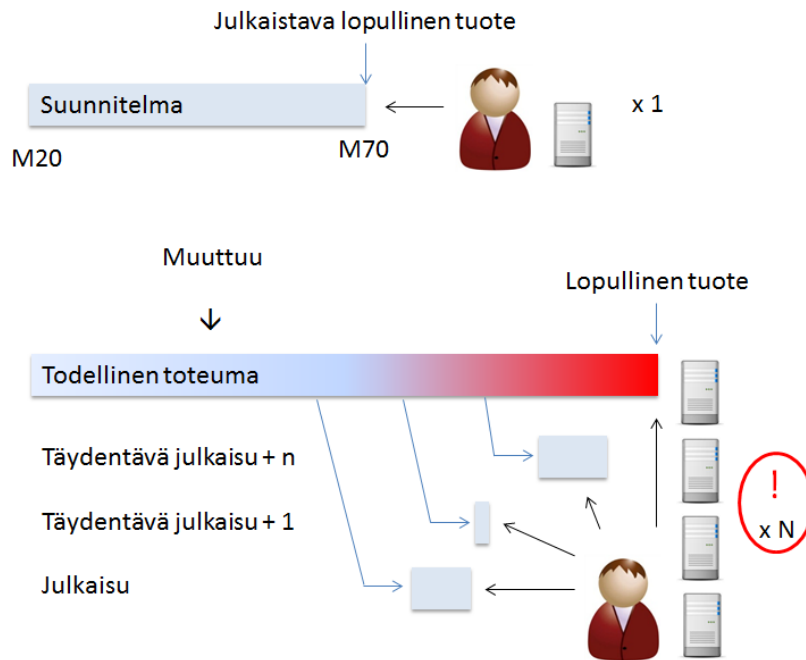 Julkaistava lopullinen tuote
Suunnitelma
x 1
M20
M70
Muuttuu
Lopullinen tuote
Todellinen toteuma
Täydentävä julkaisu + n
!
Täydentävä julkaisu + 1
x N
Julkaisu